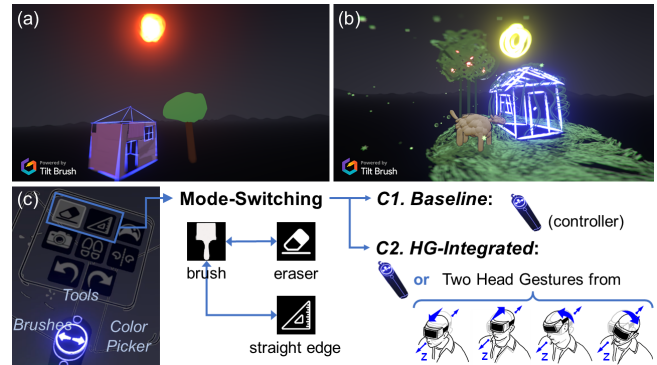 (a)
Powered by
Tilt Brush
(b)
Powered by
Tilt Brush
(c)
Tools
Brushes
Color
Picker
Mode-Switching
brush
eraser
straight edge
C1. Baseline:
(controller)
C2. HG-Integrated:
or Two Head Gestures from
z
z
z
z